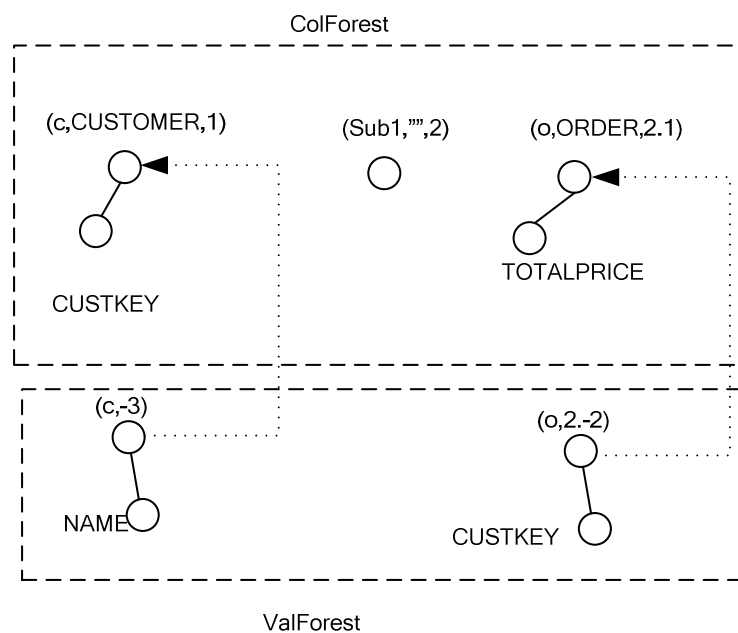 ColForest
(c,CUSTOMER,1)
(Sub1,"",2)
(o,ORDER,2.1)
TOTALPRICE
CUSTKEY
(c,-3)
(o,2.-2)
NAME
CUSTKEY
ValForest